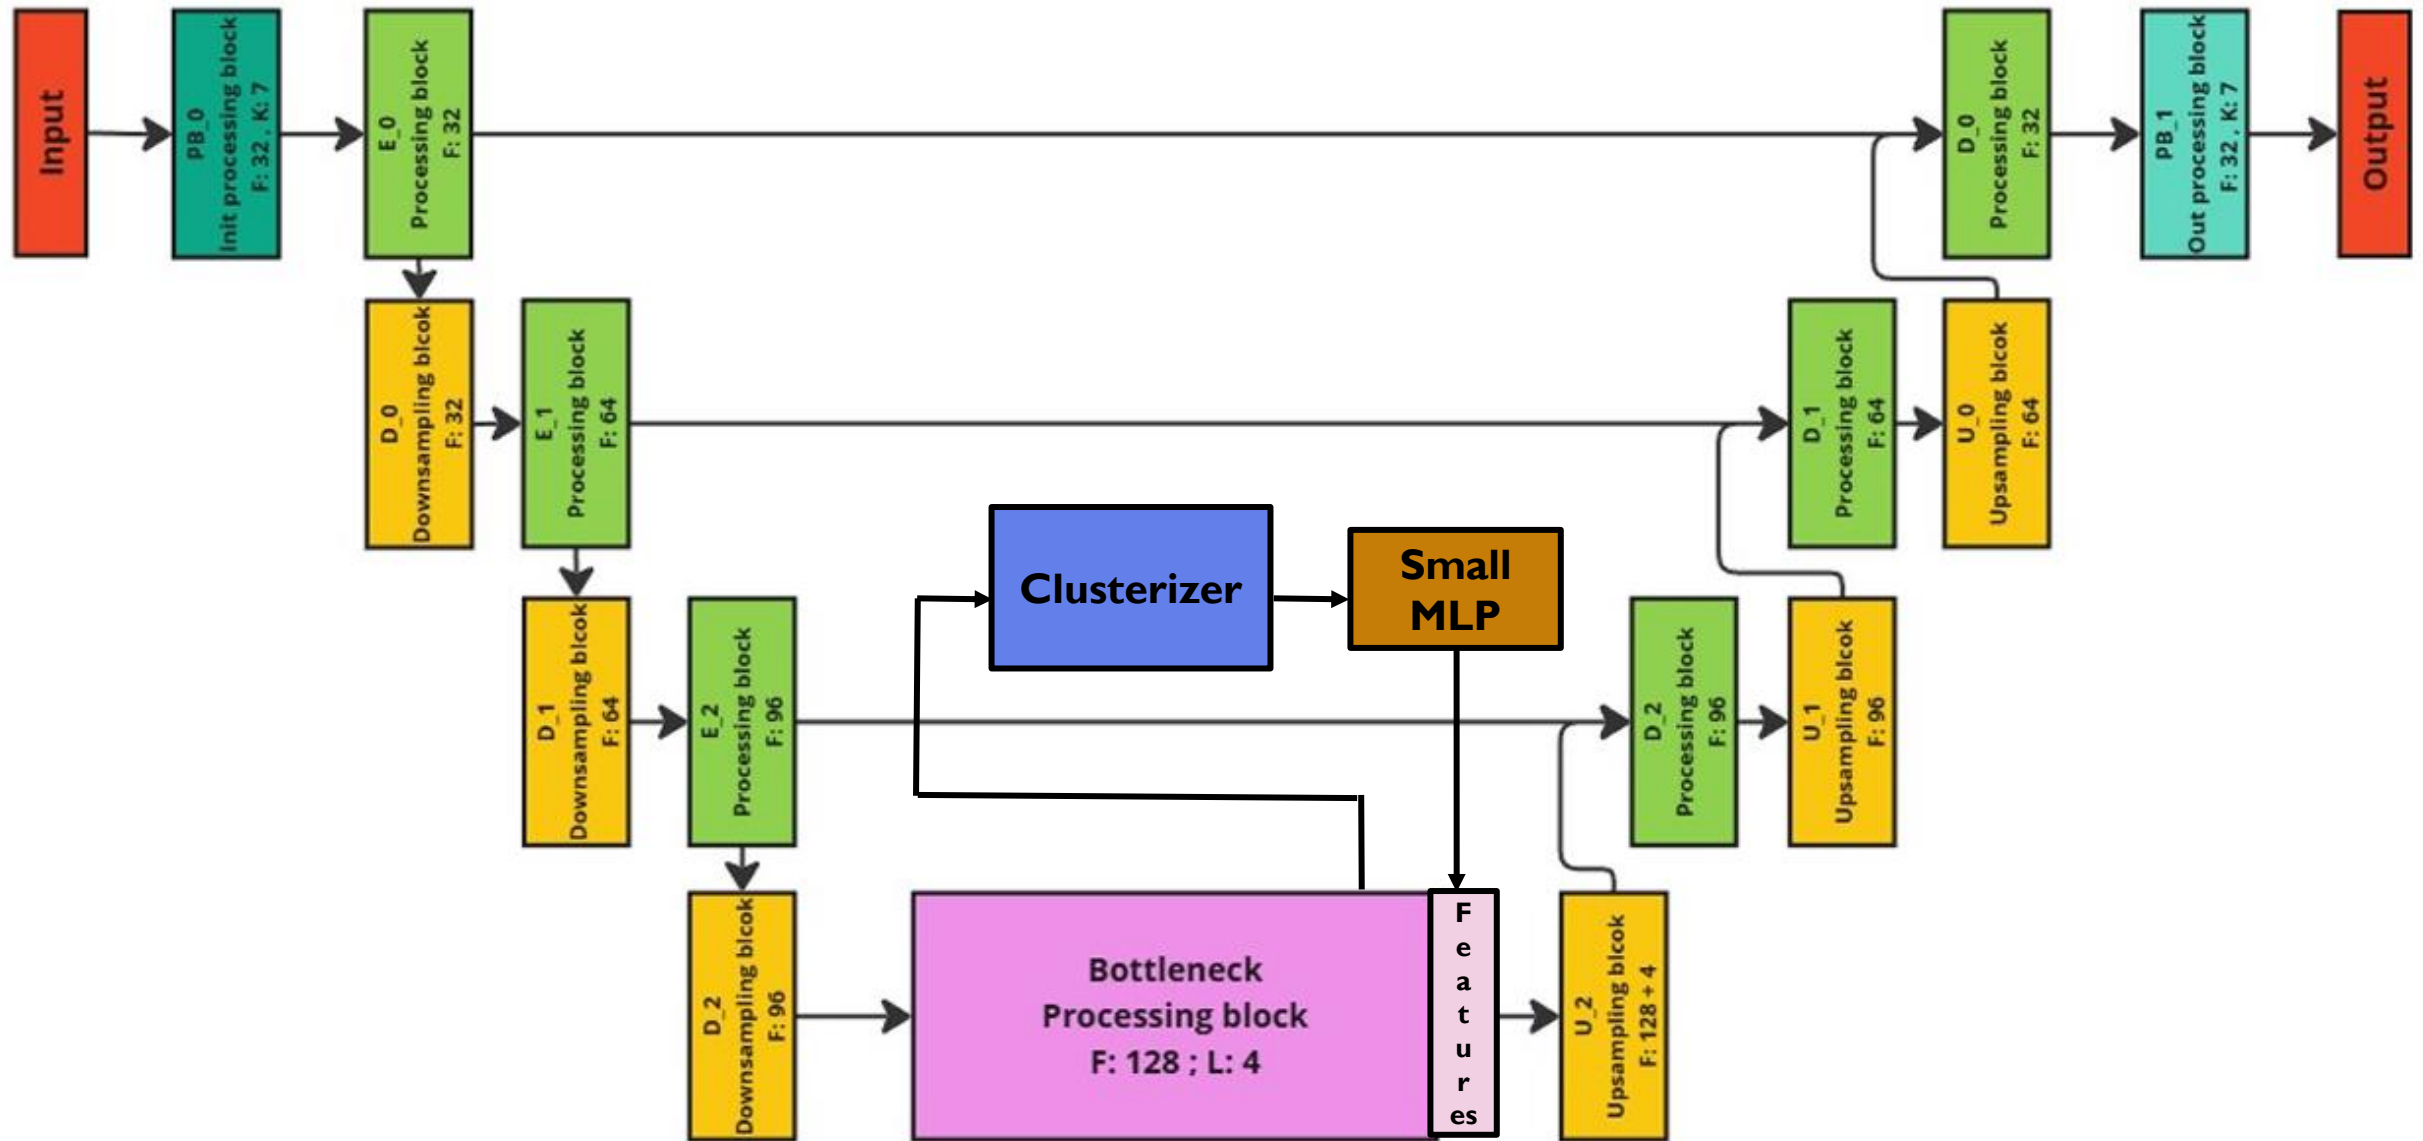 Input
PB_0
Init processing block
F: 32 , K: 7
E_0
Processing block
F: 32
D_0
Processing block
F: 32
PB_1
Out processing block
F: 32 , K: 7
Output
D_0
Downsampling blcok
F: 32
E_1
Processing block
F: 64
D_1
Processing block
F: 64
U_0
Upsampling blcok
F: 64
Clusterizer
Small
MLP
D_1
Downsampling blcok
F: 64
E_2
Processing block
F: 96
D_2
Processing block
F: 96
U_1
Upsampling blcok
F: 96
D_2
Downsampling blcok
F: 96
Bottleneck
Processing block
F: 128 ; L: 4
F
e
a
t
u
r
es
U_2
Upsampling blcok
F: 128 + 4